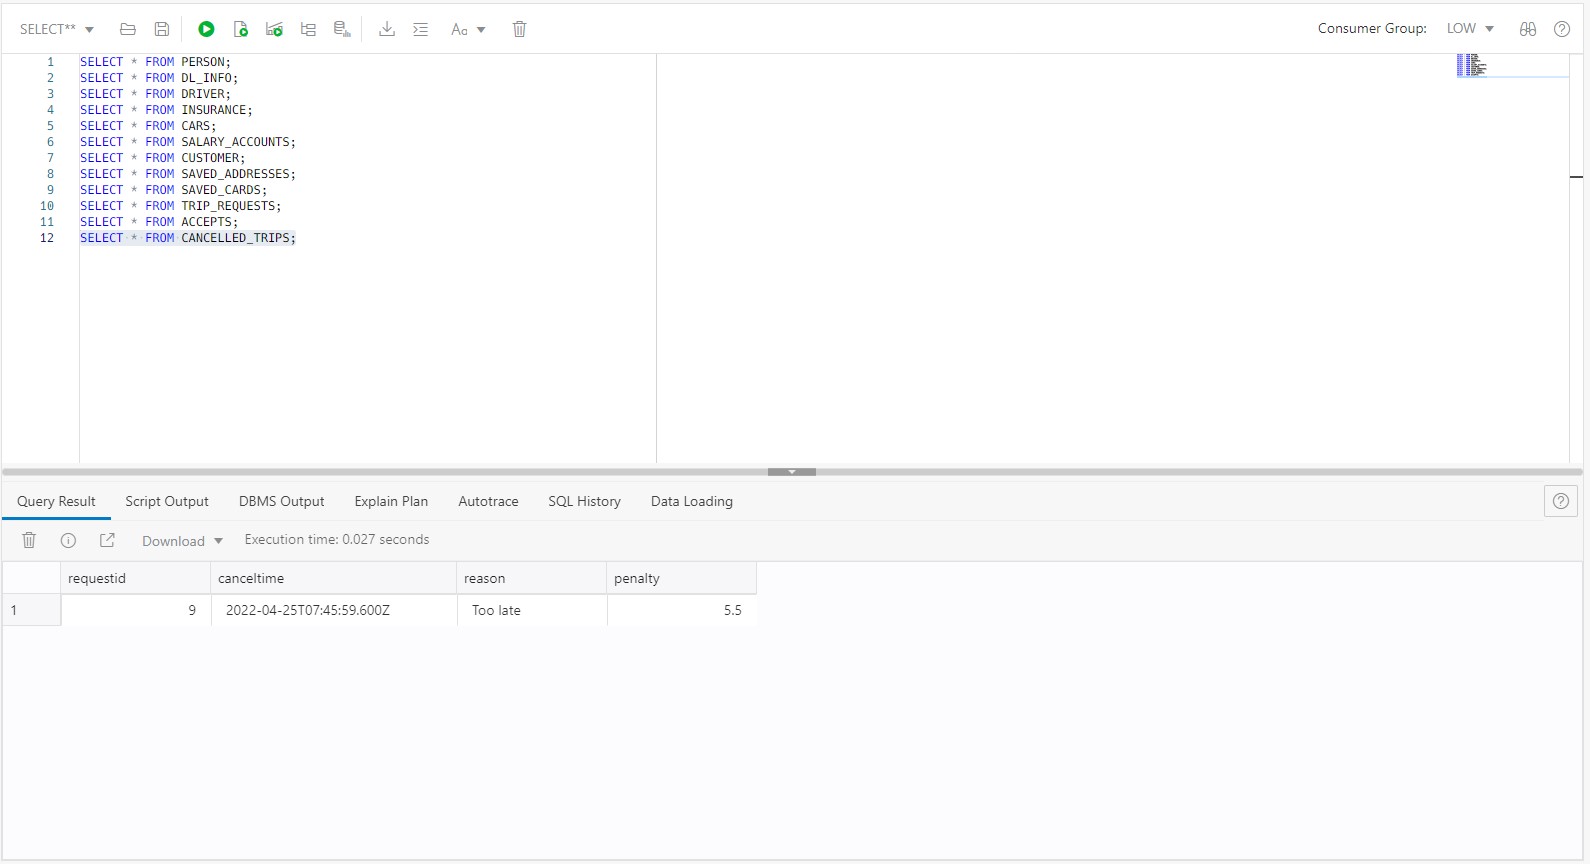 SELECT** Aa Consumer Group: LOW
1 SELECT * FROM PERSON;
2 SELECT * FROM DL_INFO;
3 SELECT * FROM DRIVER;
4 SELECT * FROM INSURANCE;
5 SELECT * FROM CARS;
6 SELECT * FROM SALARY_ACCOUNTS;
7 SELECT * FROM CUSTOMER;
8 SELECT * FROM SAVED_ADDRESSES;
9 SELECT * FROM SAVED_CARDS;
10 SELECT * FROM TRIP_REQUESTS;
11 SELECT * FROM ACCEPTS;
12 SELECT * FROM CANCELLED_TRIPS;
Query Result Script Output DBMS Output Explain Plan Autotrace SQL History Data Loading
Download Execution time: 0.027 seconds
requestid canceltime reason penalty
1 9 2022-04-25T07:45:59.600Z Too late 5.5